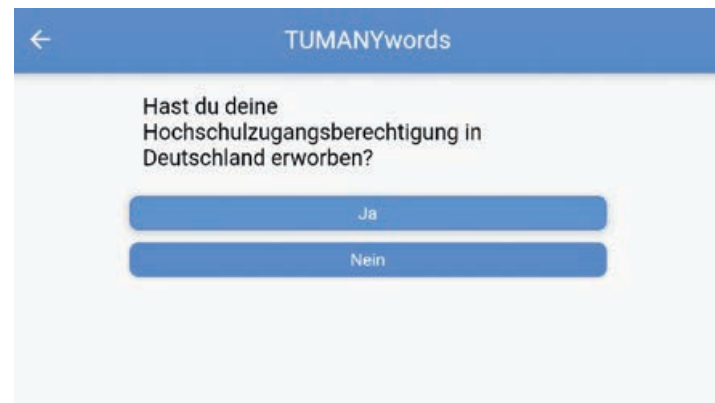 TUMANYwords
Hast du deine
Hochschulzugangsberechtigung in
Deutschland erworben?
Ja
Nein